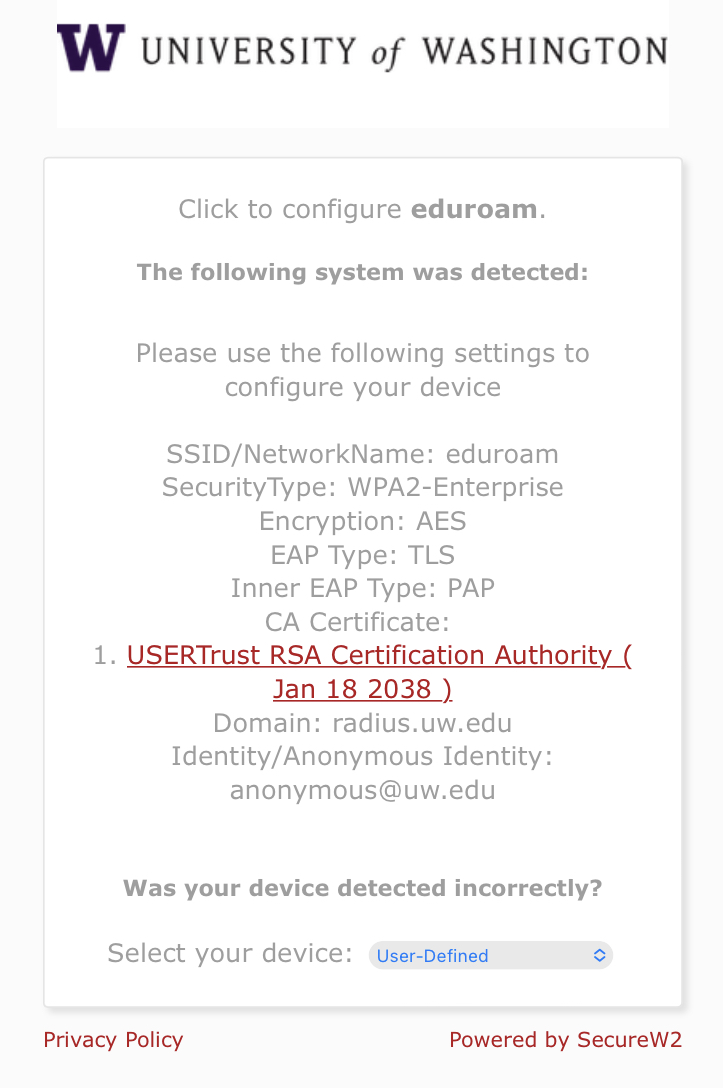 W UNIVERSITY of WASHINGTON
Click to configure eduroam.
The following system was detected:
Please use the following settings to
configure your device
SSID/NetworkName: eduroam
SecurityType: WPA2-Enterprise
Encryption: AES
EAP Type: TLS
Inner EAP Type: PAP
CA Certificate:
1. USERTrust RSA Certification Authority (
Jan 18 2038 )
Domain: radius.uw.edu
Identity/Anonymous Identity:
anonymous@uw.edu
Was your device detected incorrectly?
Select your device: User-Defined
Privacy Policy Powered by SecureW2